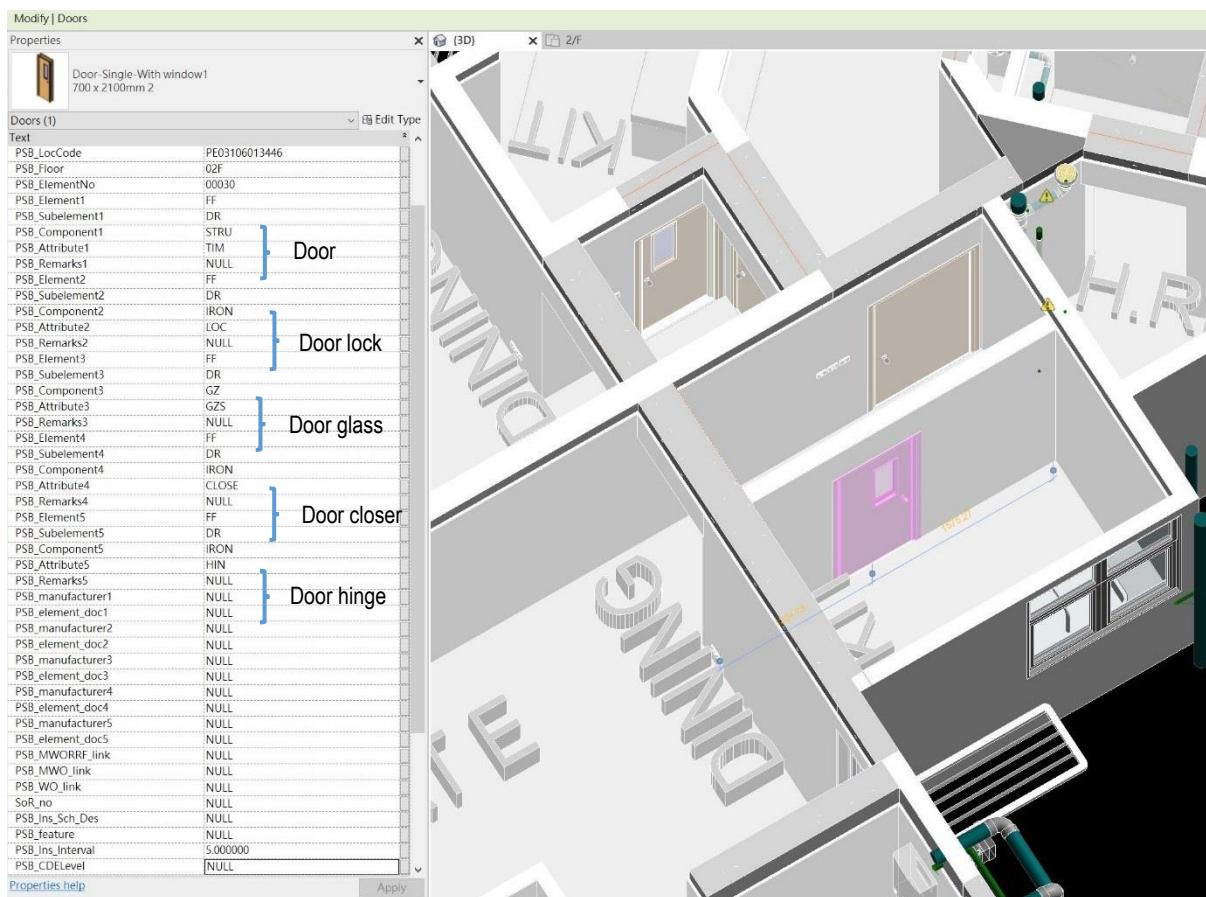 Modify | Doors
Properties
{3D}
2/F
Door-Single-With window1
700 x 2100mm 2
Doors (1)
Edit Type
Text
PSB_LocCode PE03106013446
PSB_Floor 02F
PSB_ElementNo 00030
PSB_Element1 FF
PSB_Subelement1 DR
PSB_Component1 STRU
PSB_Attribute1 TIM
Door
PSB_Remarks1 NULL
PSB_Element2 FF
PSB_Subelement2 DR
PSB_Component2 IRON
PSB_Attribute2 LOC
PSB_Remarks2 NULL
Door lock
PSB_Element3 FF
PSB_Subelement3 DR
PSB_Component3 GZ
PSB_Attribute3 GZS
PSB_Remarks3 NULL
Door glass
PSB_Element4 FF
PSB_Subelement4 DR
PSB_Component4 IRON
PSB_Attribute4 CLOSE
PSB_Remarks4 NULL
PSB_Element5 FF
Door closer
PSB_Subelement5 DR
PSB_Component5 IRON
PSB_Attribute5 HIN
PSB_Remarks5 NULL
PSB_manufacturer1 NULL
Door hinge
PSB_element_doc1 NULL
PSB_manufacturer2 NULL
PSB_element_doc2 NULL
PSB_manufacturer3 NULL
PSB_element_doc3 NULL
PSB_manufacturer4 NULL
PSB_element_doc4 NULL
PSB_manufacturer5 NULL
PSB_element_doc5 NULL
PSB_MWORRF_link NULL
PSB_MWO_link NULL
PSB_WO_link NULL
SoR_no NULL
PSB_Ins_Sch_Des NULL
PSB_feature NULL
PSB_Ins_Interval 5.000000
PSB_CDELevel NULL
Properties help
Apply
KIT
H.R
DINING
DINING